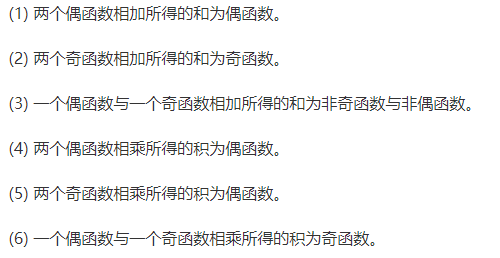 (1) 两个偶函数相加所得的和为偶函数。
(2) 两个奇函数相加所得的和为奇函数。
(3) 一个偶函数与一个奇函数相加所得的和为非奇函数与非偶函数。
(4) 两个偶函数相乘所得的积为偶函数。
(5) 两个奇函数相乘所得的积为偶函数。
(6) 一个偶函数与一个奇函数相乘所得的积为奇函数。